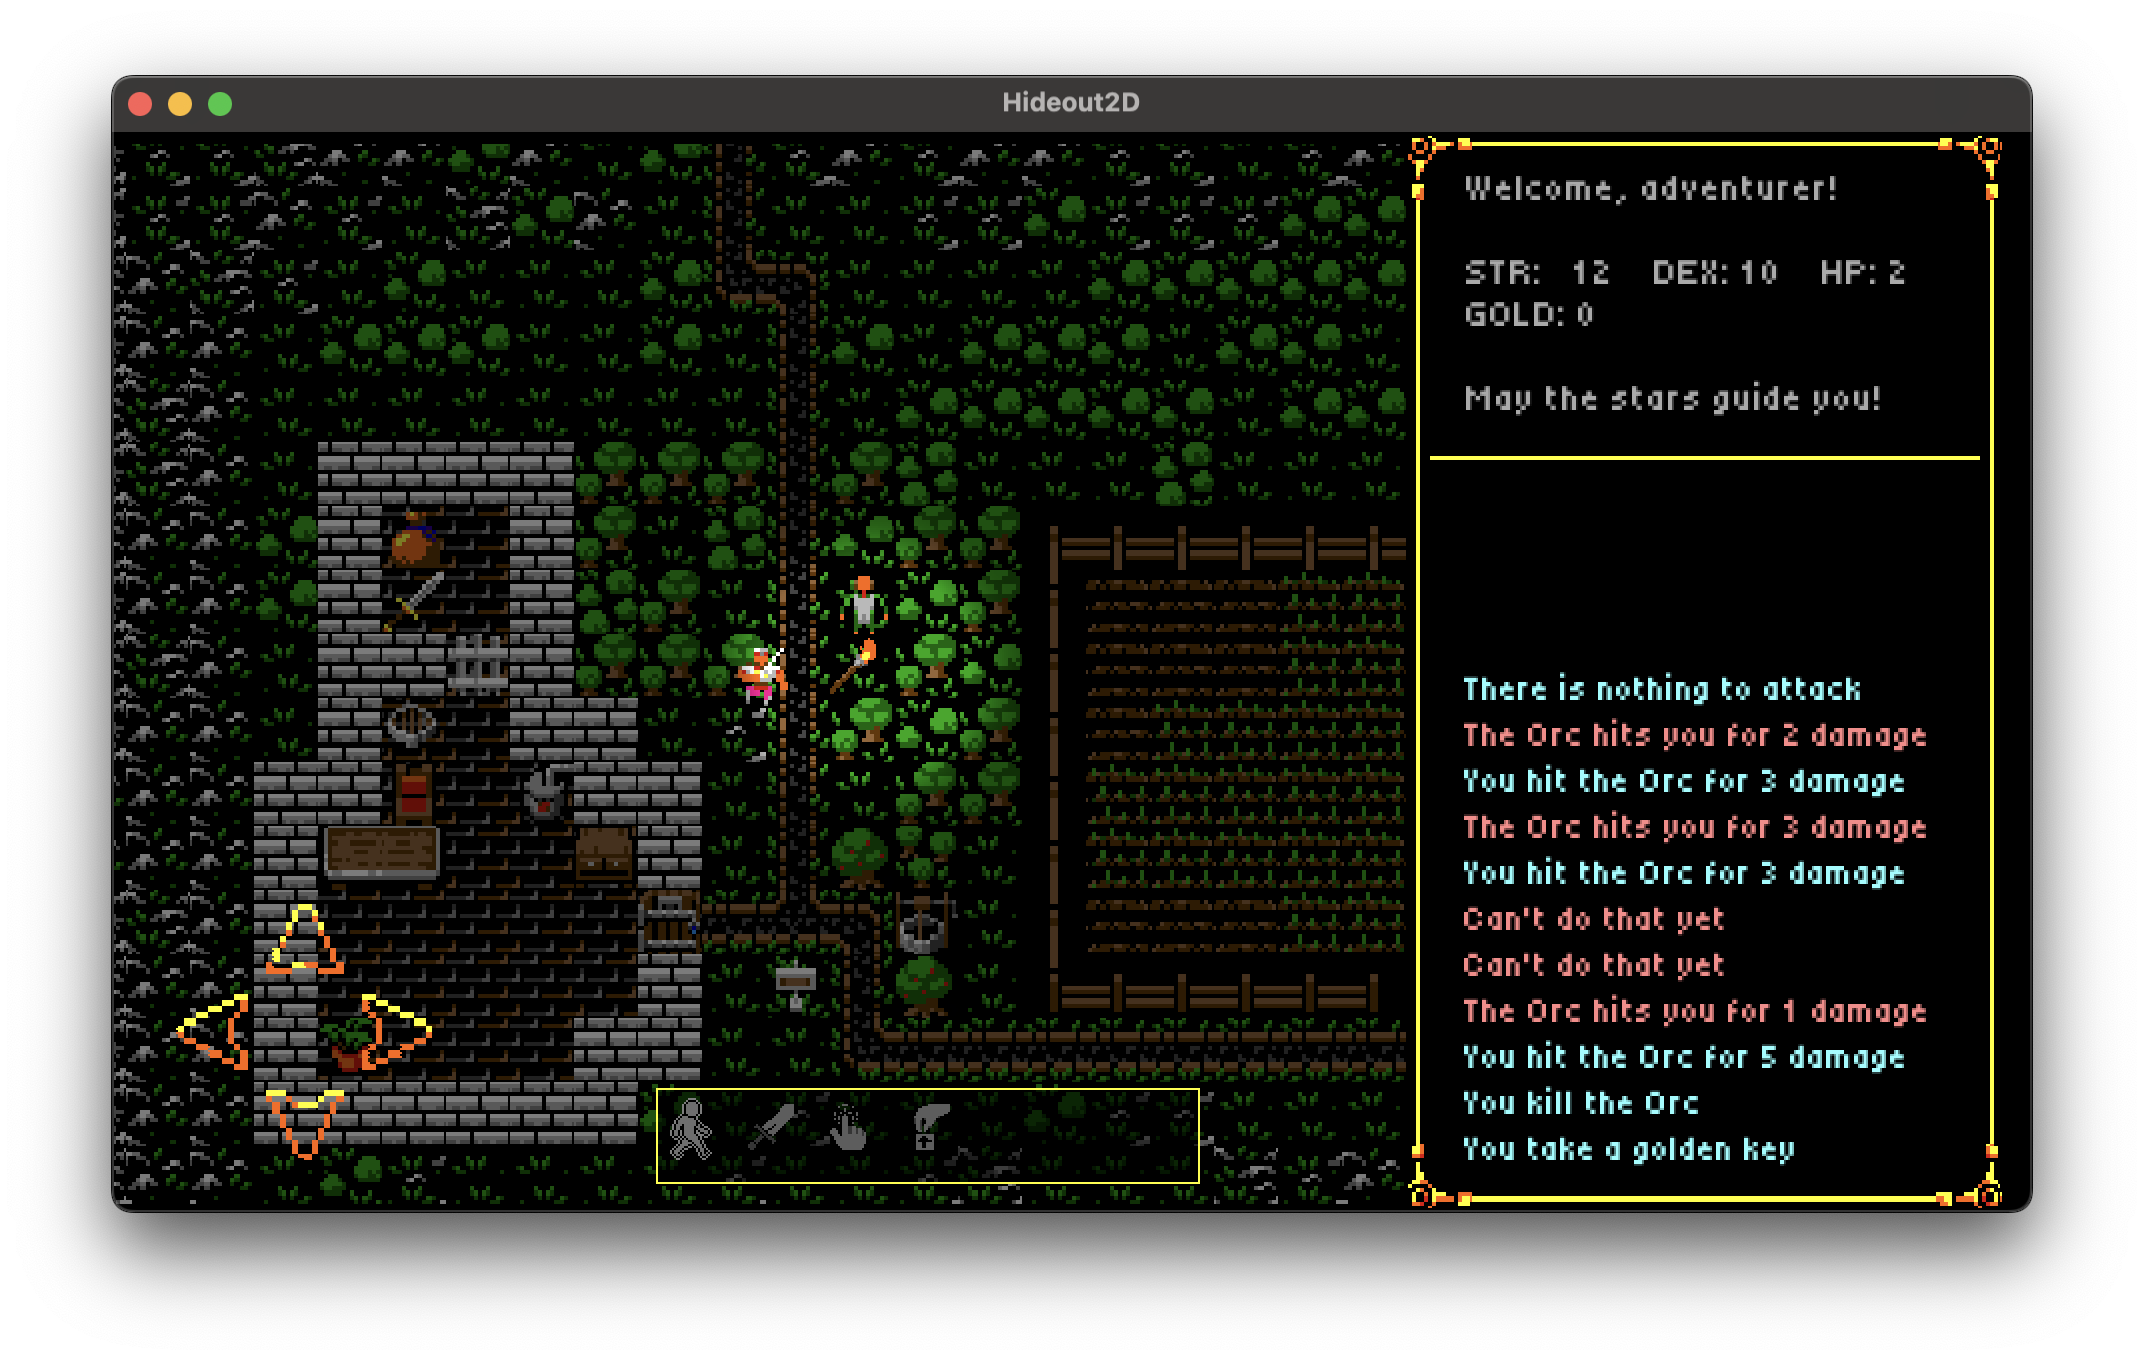 Hideout2D
Welcome, adventurer!
STR: 12 DEX: 10 HP: 2
GOLD: 0
May the stars guide you!
There is nothing to attack
The Orc hits you for 2 damage
You hit the Orc for 3 damage
The Orc hits you for 3 damage
You hit the Orc for 3 damage
Can't do that yet
Can't do that yet
The Orc hits you for 1 damage
You hit the Orc for 5 damage
You kill the Orc
You take a golden key